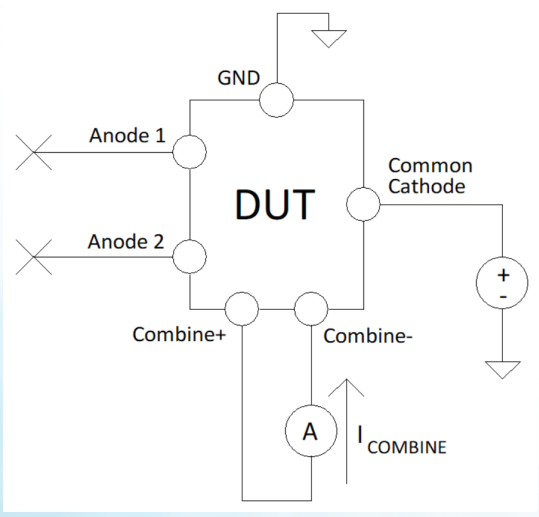 GND
Anode 1
Common
Cathode
DUT
Anode 2
+
-
Combine+
Combine-
A
I COMBINE